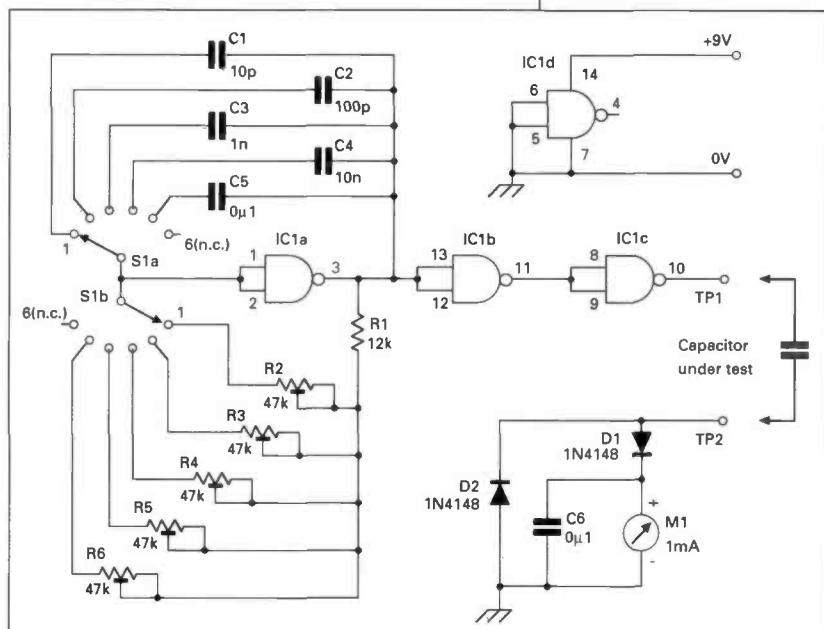 C1
10p
C2
100p
C3
1n
C4
10n
C5
0μ1
6(n.c.)
1
S1a
S1b
1
6(n.c.)
IC1a
1
2
3
IC1b
13
12
11
IC1c
8
9
10
TP1
IC1d
14
6
5
4
7
+9V
0V
R1
12k
R2
47k
R3
47k
R4
47k
R5
47k
R6
47k
Capacitor
under test
TP2
D1
1N4148
D2
1N4148
C6
0μ1
+
M1
1mA
-